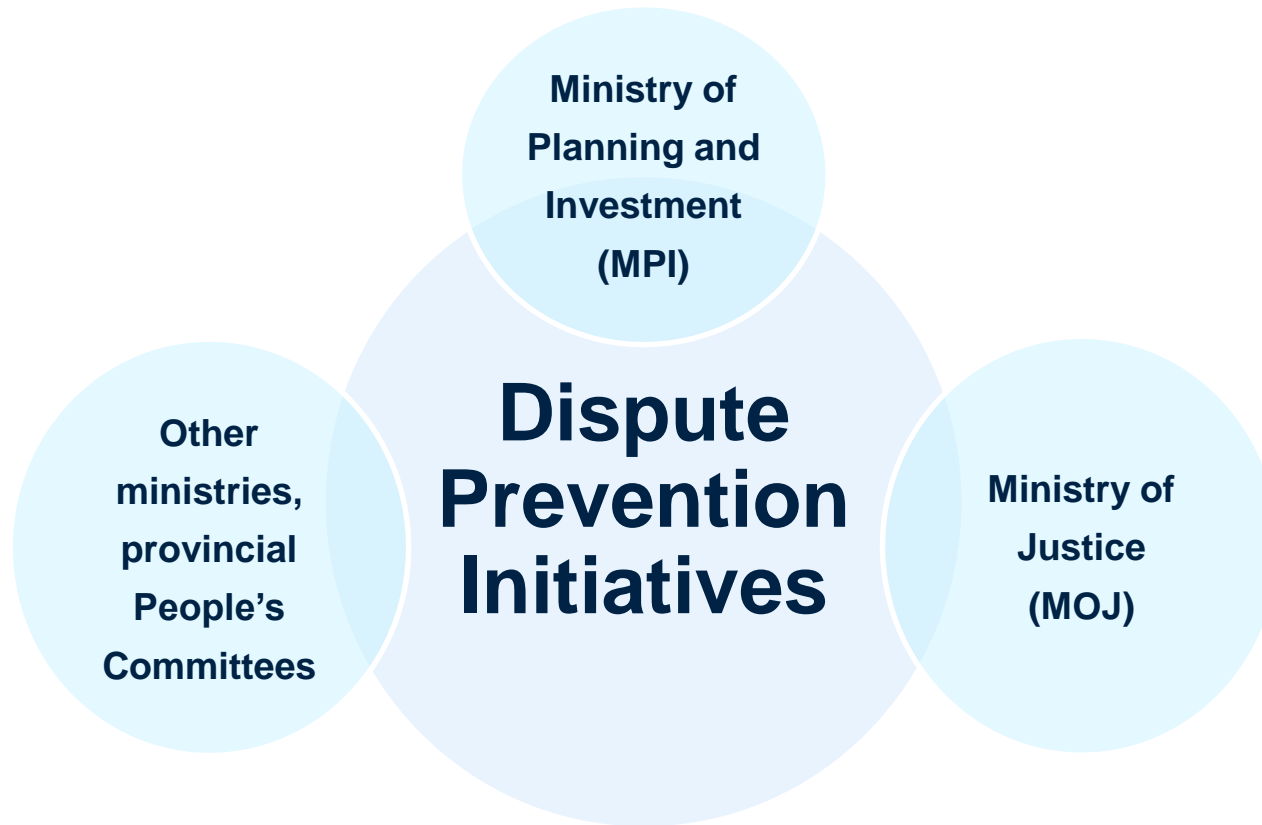 Ministry of
Planning and
Investment
(MPI)
Dispute
Prevention
Initiatives
Other
ministries,
provincial
People’s
Committees
Ministry of
Justice
(MOJ)